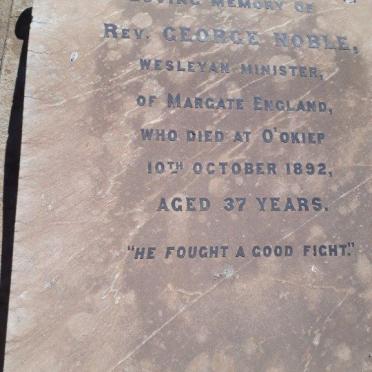 LOVING MEMORY OF
REV. GEORGE NOBLE,
WESLEYAN MINISTER,
OF MARGATE ENGLAND,
WHO DIED AT O'OKIEP
10TH OCTOBER 1892,
AGED 37 YEARS.
"HE FOUGHT A GOOD FIGHT."